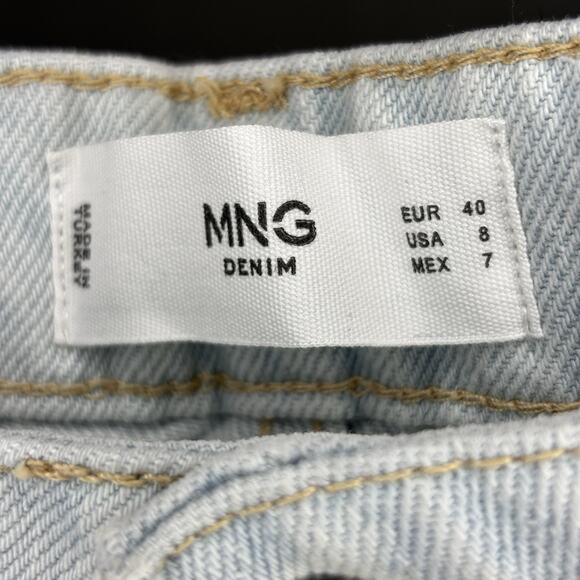 MADE IN
TURKEY
MNG
DENIM
EUR 40
USA 8
MEX 7